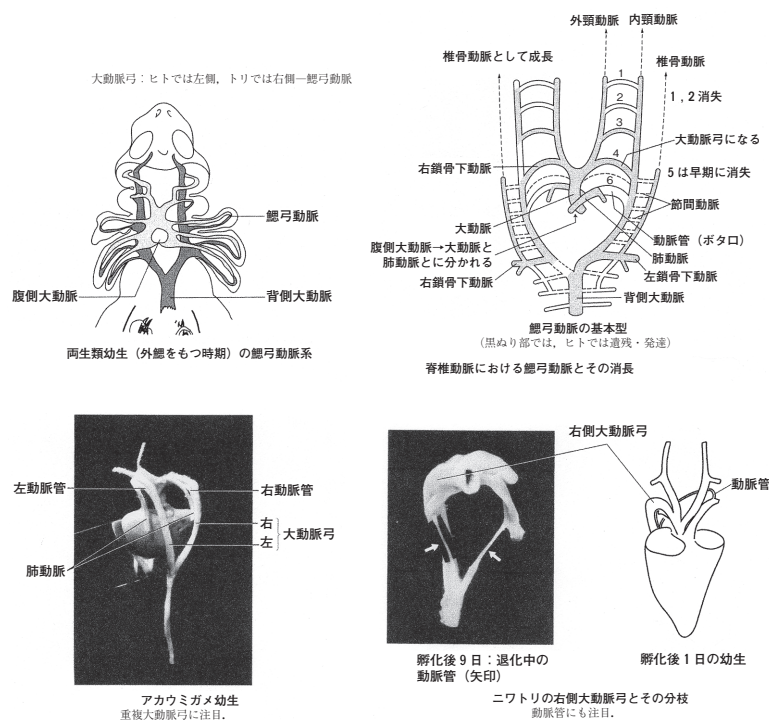 大動脈弓：ヒトでは左側，トリでは右側―鰓弓動脈
鰓弓動脈
腹側大動脈
背側大動脈
両生類幼生（外鰓をもつ時期）の鰓弓動脈系
外頸動脈
内頸動脈
椎骨動脈として成長
椎骨動脈
1
2
3
4
6
1，2 消失
大動脈弓になる
右鎖骨下動脈
5 は早期に消失
節間動脈
大動脈
動脈管（ボタロ）
腹側大動脈→大動脈と
肺動脈とに分かれる
肺動脈
右鎖骨下動脈
左鎖骨下動脈
背側大動脈
鰓弓動脈の基本型
（黒ぬり部では，ヒトでは遺残・発達）
脊椎動脈における鰓弓動脈とその消長
左動脈管
右動脈管
右
左
大動脈弓
肺動脈
アカウミガメ幼生
重複大動脈弓に注目．
右側大動脈弓
動脈管
孵化後 9 日：退化中の
動脈管（矢印）
孵化後 1 日の幼生
ニワトリの右側大動脈弓とその分枝
動脈管にも注目．